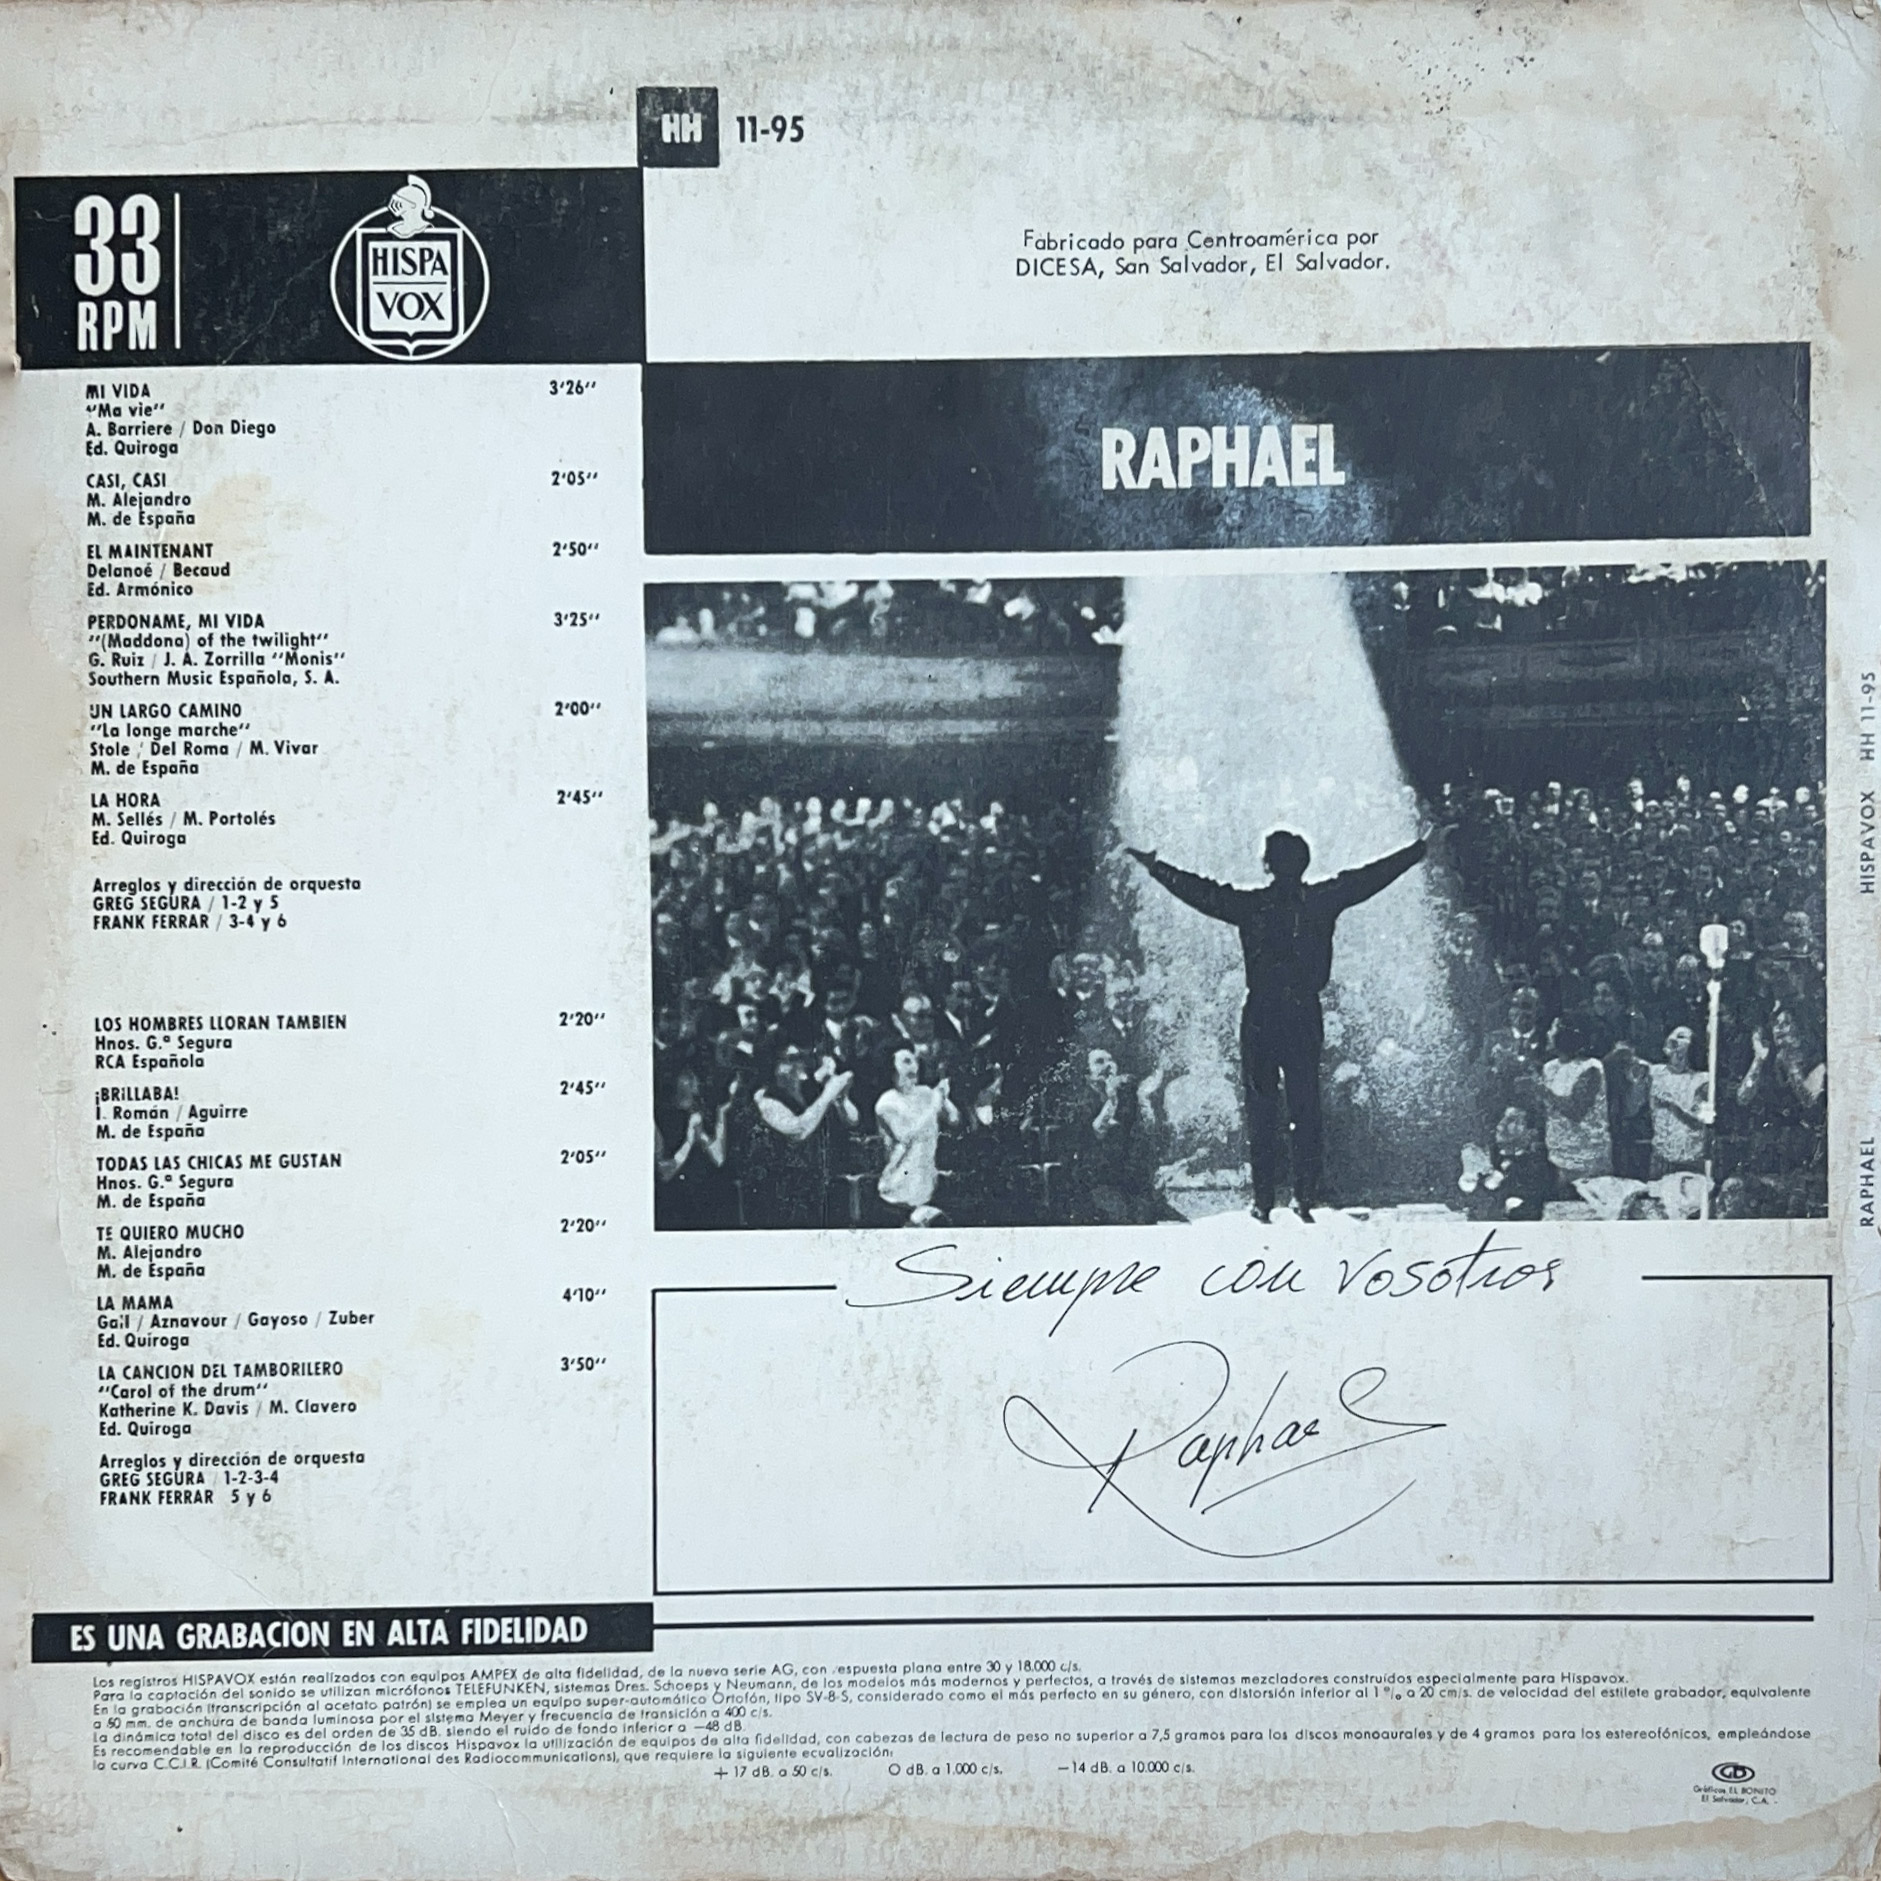 HH 11-95
33
RPM
HISPA
VOX
Fabricado para Centroamérica por
DICESA, San Salvador, El Salvador.
RAPHAEL
MI VIDA 3'26''
"Ma vie"
A. Barriere / Don Diego
Ed. Quiroga
CASI, CASI 2'05''
M. Alejandro
M. de España
EL MAINTENANT 2'50''
Delanoé / Becaud
Ed. Armónico
PERDONAME, MI VIDA 3'25''
''(Maddona) of the twilight''
G. Ruiz / J. A. Zorrilla ''Monis''
Southern Music Española, S. A.
UN LARGO CAMINO 2'00''
''La longe marche''
Stole / Del Roma / M. Vivar
M. de España
LA HORA 2'45''
M. Sellés / M. Portolés
Ed. Quiroga
Arreglos y dirección de orquesta
GREG SEGURA / 1-2 y 5
FRANK FERRAR / 3-4 y 6
LOS HOMBRES LLORAN TAMBIEN 2'20''
Hnos. G.ª Segura
RCA Española
¡BRILLABA! 2'45''
I. Román / Aguirre
M. de España
TODAS LAS CHICAS ME GUSTAN 2'05''
Hnos. G.ª Segura
M. de España
TE QUIERO MUCHO 2'20''
M. Alejandro
M. de España
LA MAMA 4'10''
Gail / Aznavour / Gayoso / Zuber
Ed. Quiroga
LA CANCION DEL TAMBORILERO 3'50''
''Carol of the drum''
Katherine K. Davis / M. Clavero
Ed. Quiroga
Arreglos y dirección de orquesta
GREG SEGURA / 1-2-3-4
FRANK FERRAR 5 y 6
Siempre con vosotros
Raphael
RAPHAEL HISPAVOX HH 11-95
ES UNA GRABACION EN ALTA FIDELIDAD
Los registros HISPAVOX están realizados con equipos AMPEX de alta fidelidad, de la nueva serie AG, con respuesta plana entre 30 y 18.000 c/s.
Para la captación del sonido se utilizan micrófonos TELEFUNKEN, sistemas Dres. Schoeps y Neumann, de los modelos más modernos y perfectos, a través de sistemas mezcladores construídos especialmente para Hispavox.
En la grabación (transcripción al acetato patrón) se emplea un equipo super-automático Ortofón, tipo SV-8-S, considerado como el más perfecto en su género, con distorsión inferior al 1 % a 20 cm/s. de velocidad del estilete grabador, equivalente
a 50 mm. de anchura de banda luminosa por el sistema Meyer y frecuencia de transición a 400 c/s.
La dinámica total del disco es del orden de 35 dB. siendo el ruido de fondo inferior a —48 dB.
Es recomendable en la reproducción de los discos Hispavox la utilización de equipos de alta fidelidad, con cabezas de lectura de peso no superior a 7,5 gramos para los discos monoaurales y de 4 gramos para los estereofónicos, empleándose
la curva C.C.I.R. (Comité Consultatif International des Radiocommunications), que requiere la siguiente ecualización:
+ 17 dB. a 50 c/s. O dB. a 1.000 c/s. —14 dB. a 10.000 c/s.
GB
Gráficos EL BONITO
El Salvador, C.A.